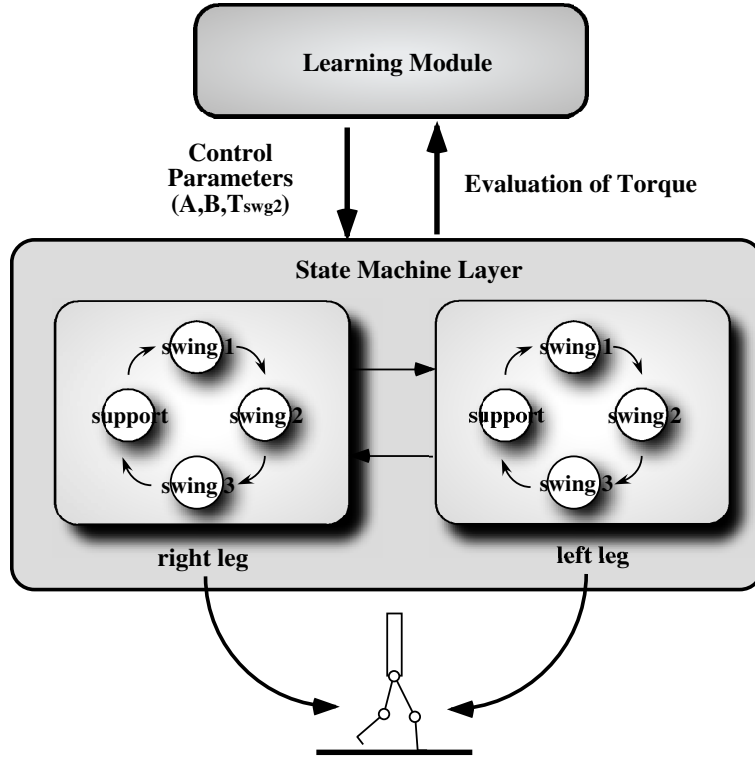 Learning Module
Control
Parameters
(A,B,Tswg2)
Evaluation of Torque
State Machine Layer
swing 1
support
swing 2
swing 3
right leg
swing 1
support
swing 2
swing 3
left leg